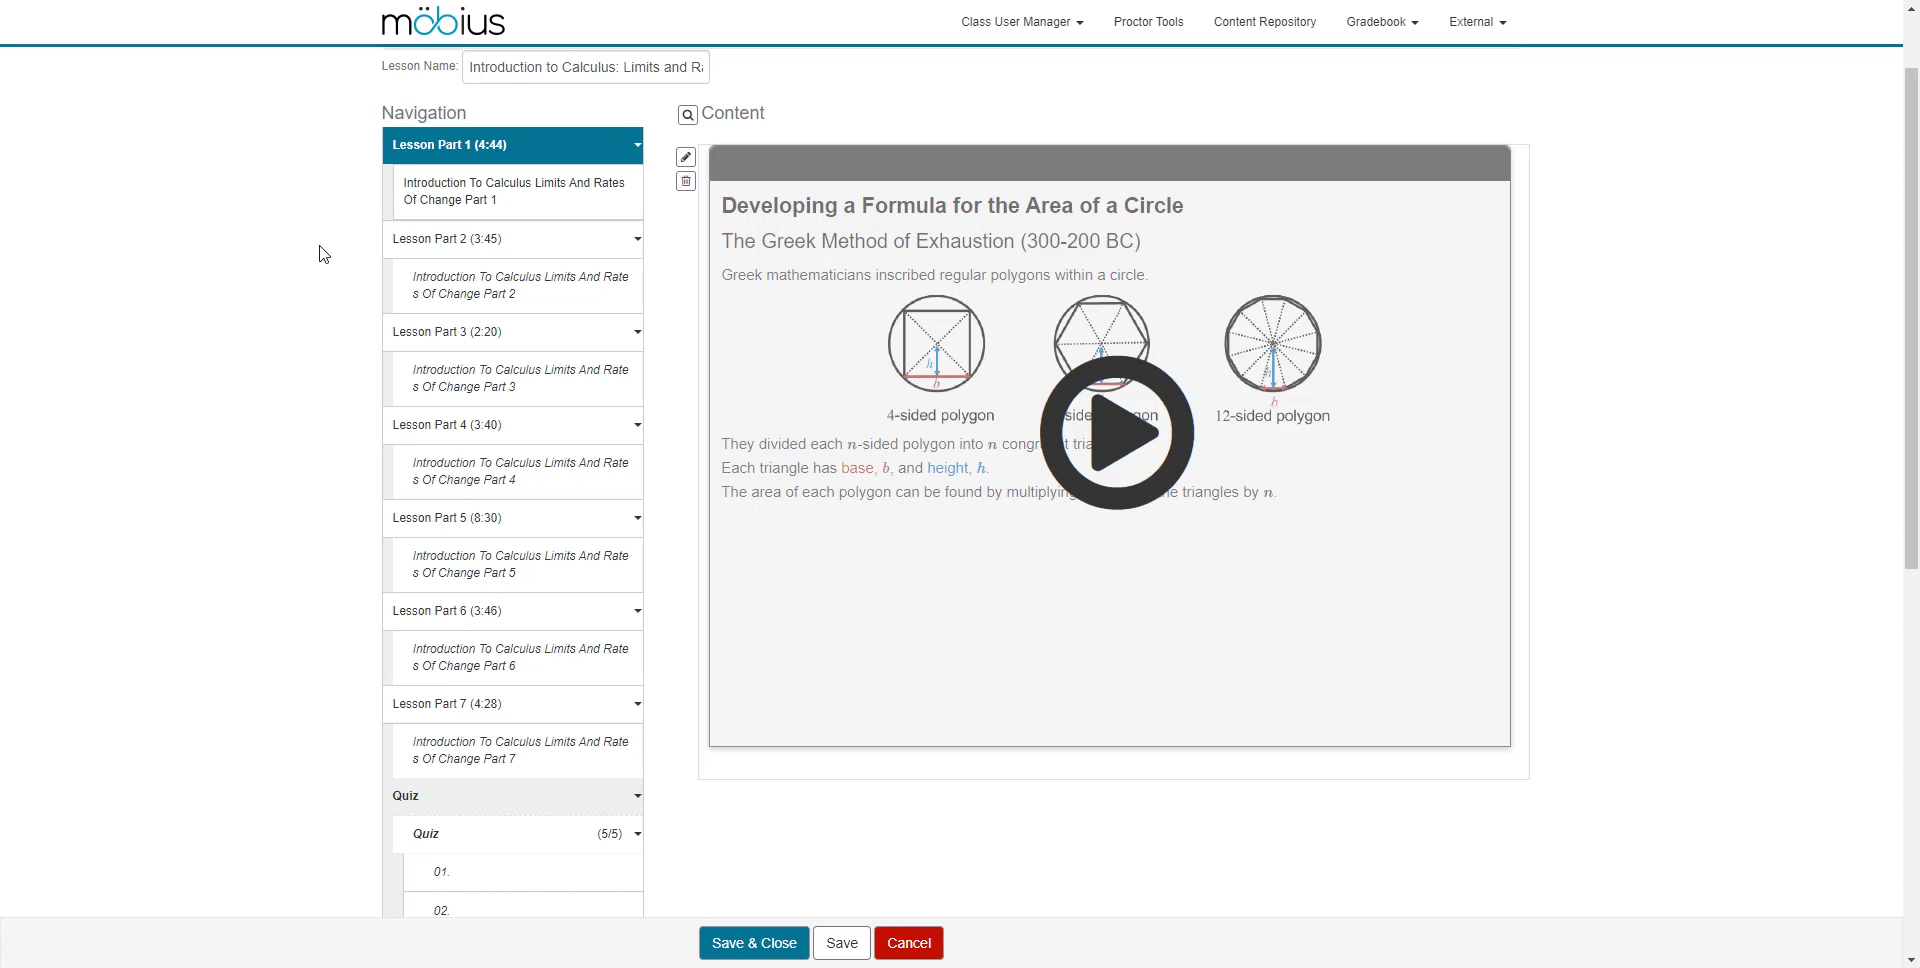 möbius
Class User Manager
Proctor Tools
Content Repository
Gradebook
External
Lesson Name:
Introduction to Calculus: Limits and
Navigation
Content
Lesson Part 1 (4:44)
Introduction To Calculus Limits And Rates
Of Change Part 1
Lesson Part 2 (3:45)
Introduction To Calculus Limits And Rate
s Of Change Part 2
Lesson Part 3 (2:20)
Introduction To Calculus Limits And Rate
s Of Change Part 3
Lesson Part 4 (3:40)
Introduction To Calculus Limits And Rate
s Of Change Part 4
Lesson Part 5 (8:30)
Introduction To Calculus Limits And Rate
s Of Change Part 5
Lesson Part 6 (3:46)
Introduction To Calculus Limits And Rate
s Of Change Part 6
Lesson Part 7 (4:28)
Introduction To Calculus Limits And Rate
s Of Change Part 7
Quiz
Quiz (5/5)
01.
02.
Developing a Formula for the Area of a Circle
The Greek Method of Exhaustion (300-200 BC)
Greek mathematicians inscribed regular polygons within a circle.
h
b
h
b
4-sided polygon
12-sided polygon
They divided each n-sided polygon into n
Each triangle has base, b, and height, h.
The area of each polygon can be found by multiplying triangles by n.
Save & Close
Save
Cancel